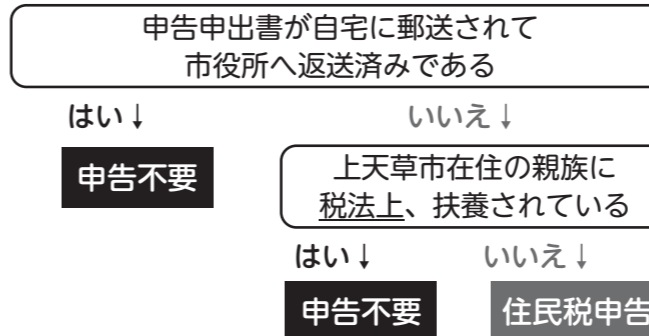 申告申出書が自宅に郵送されて
市役所へ返送済みである
はい↓
いいえ↓
申告不要
上天草市在住の親族に
税法上、扶養されている
はい↓
いいえ↓
申告不要
住民税申告